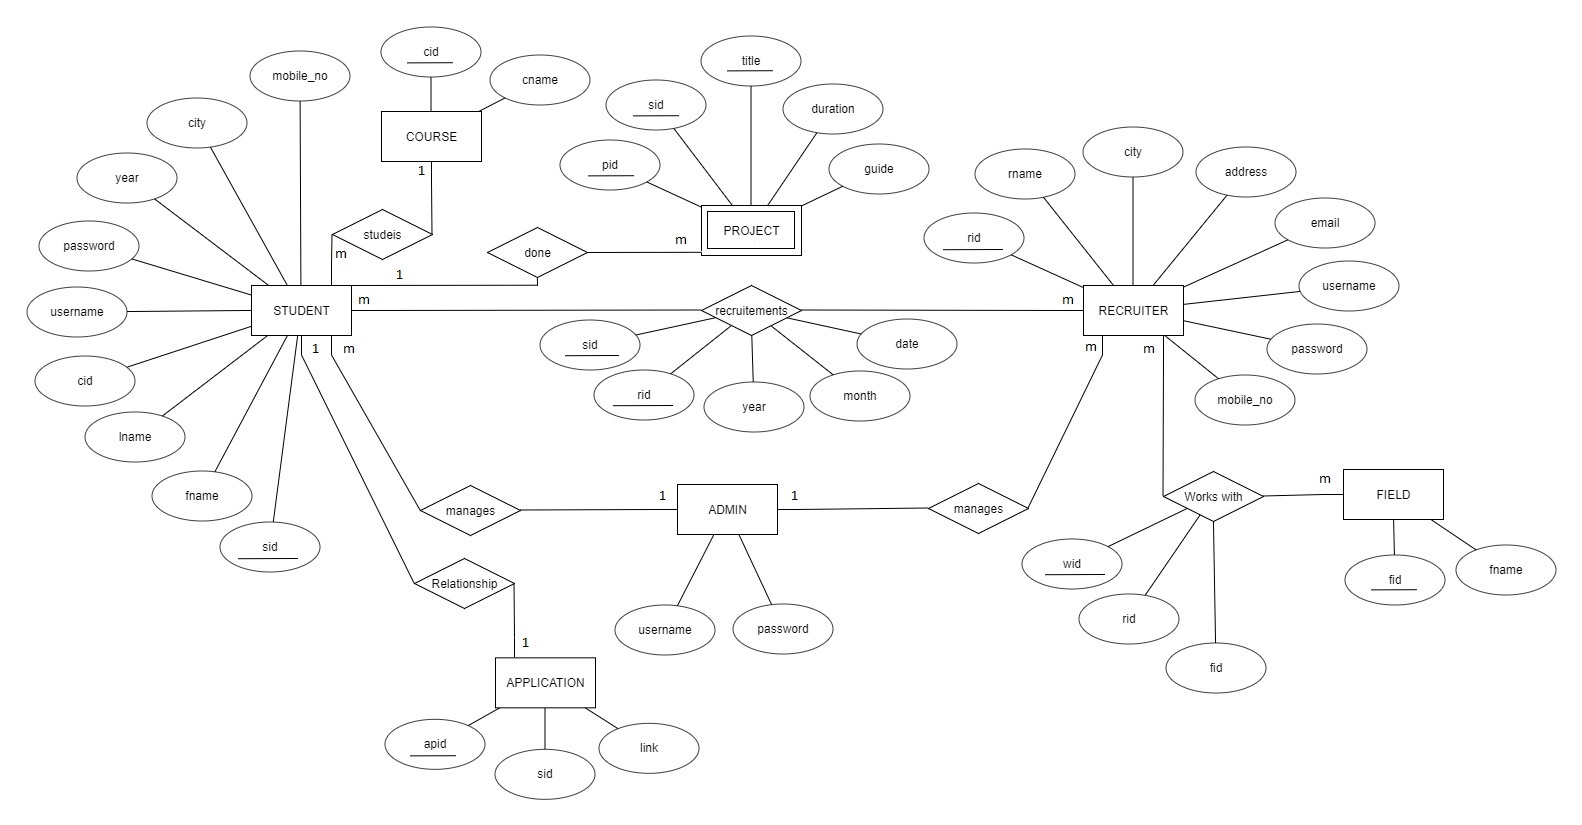 cid
title
mobile_no
cname
sid
duration
city
COURSE
city
pid
guide
1
rname
address
year
email
studeis
PROJECT
rid
m
password
done
m
1
username
m
m
username
STUDENT
recruitements
RECRUITER
1
m
sid
date
m
m
password
cid
rid
year
month
mobile_no
lname
fname
1
1
m
FIELD
Works with
manages
ADMIN
manages
sid
wid
fid
fname
Relationship
username
password
rid
1
fid
APPLICATION
apid
sid
link